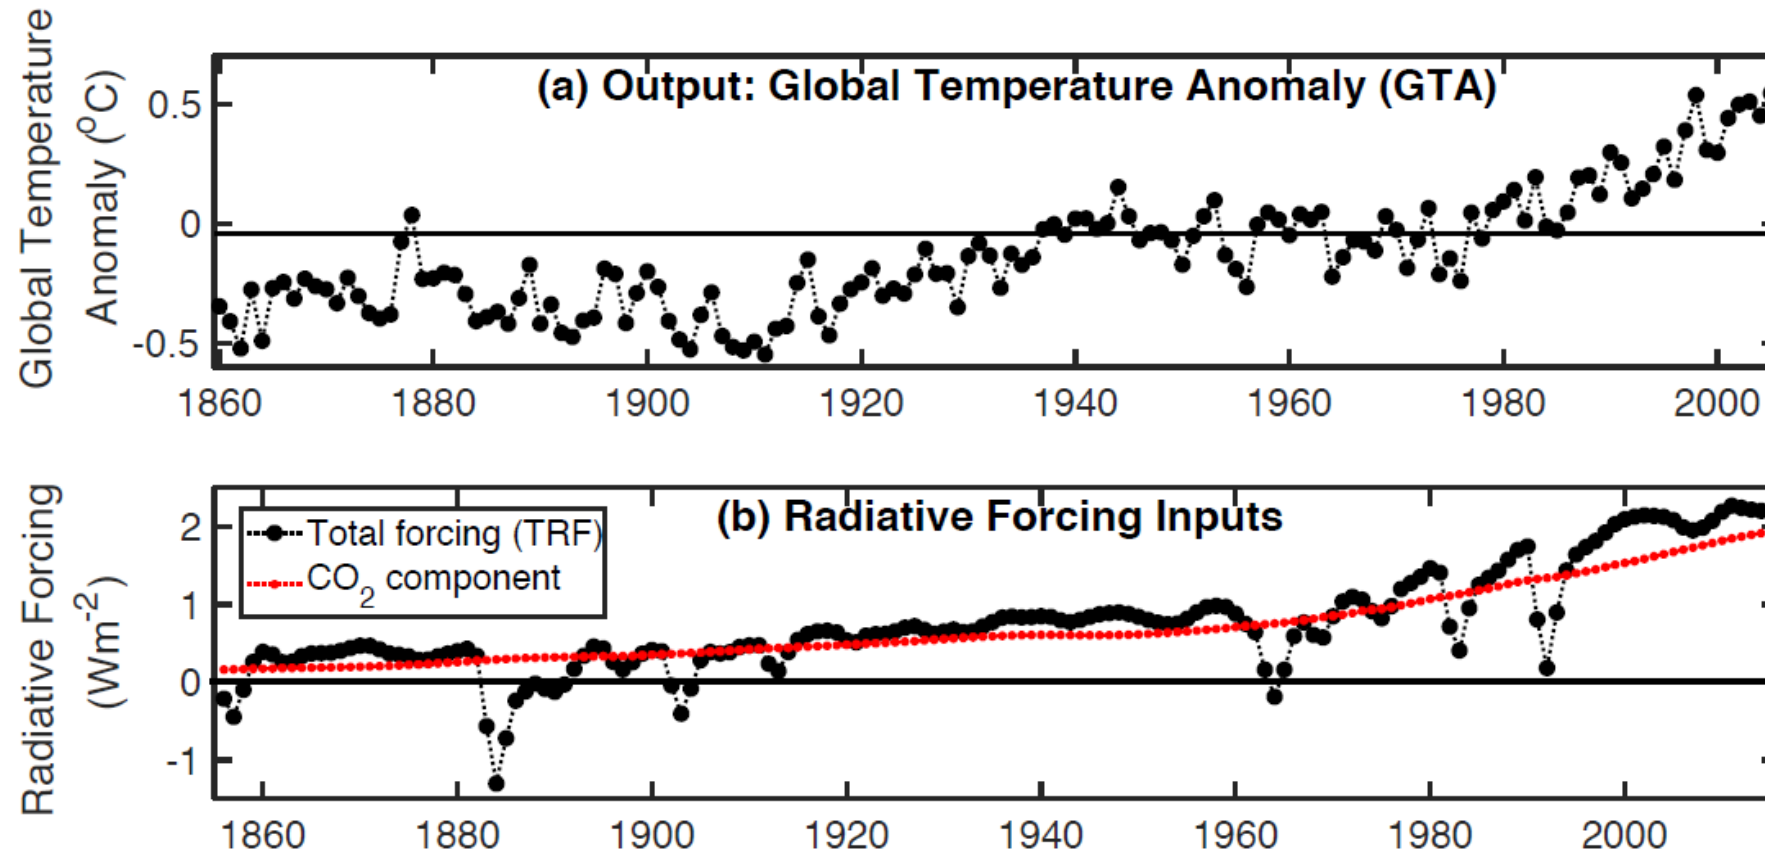 Global Temperature
Anomaly (°C)
(a) Output: Global Temperature Anomaly (GTA)
0.5
0
-0.5
1860 1880 1900 1920 1940 1960 1980 2000
Radiative Forcing
(Wm-2)
(b) Radiative Forcing Inputs
Total forcing (TRF)
CO2 component
2
1
0
-1
1860 1880 1900 1920 1940 1960 1980 2000